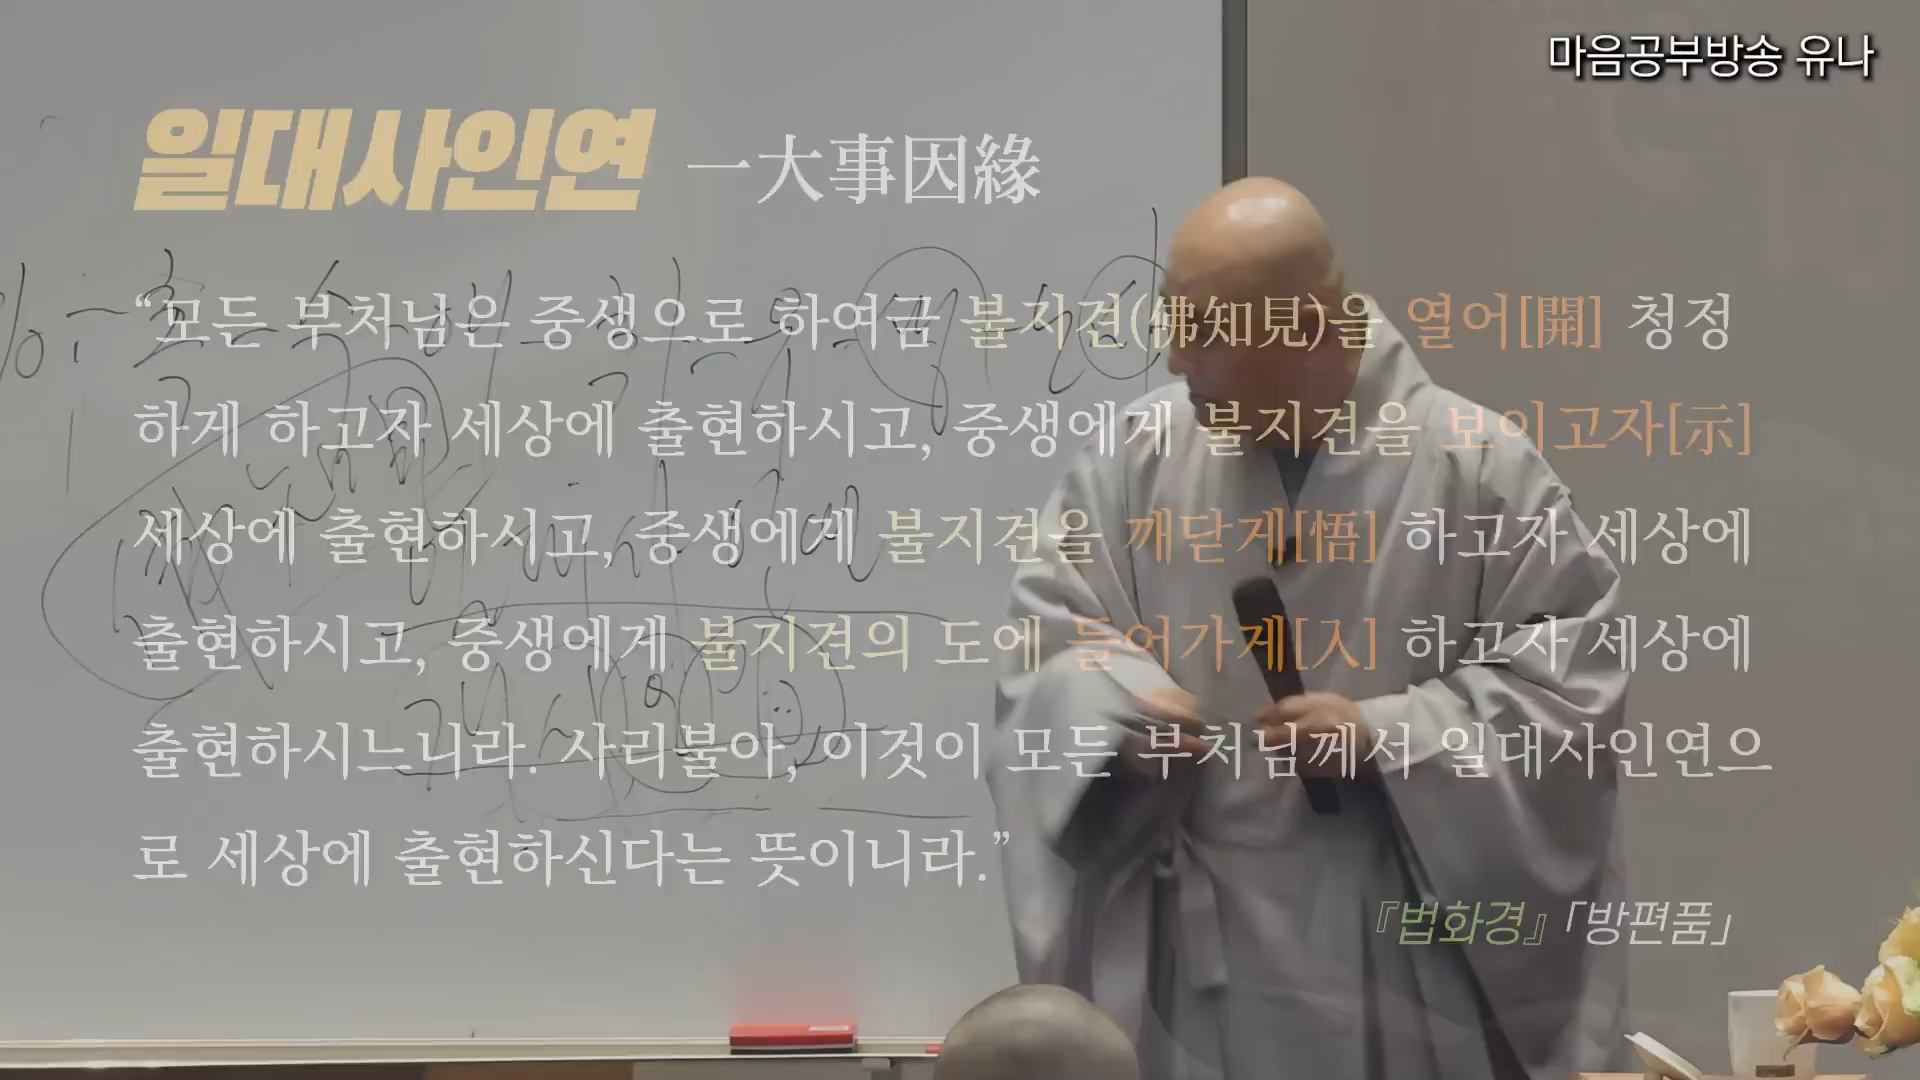 마음공부방송 유나
일대사인연 一大事因緣
“모든 부처님은 중생으로 하여금 불지견(佛知見)을 열어[開] 청정
하게 하고자 세상에 출현하시고, 중생에게 불지견을 보이고자[示]
세상에 출현하시고, 중생에게 불지견을 깨닫게[悟] 하고자 세상에
출현하시고, 중생에게 불지견의 도에 들어가게[入] 하고자 세상에
출현하시느니라. 사리불아, 이것이 모든 부처님께서 일대사인연으
로 세상에 출현하신다는 뜻이니라.”
『법화경』 「방편품」